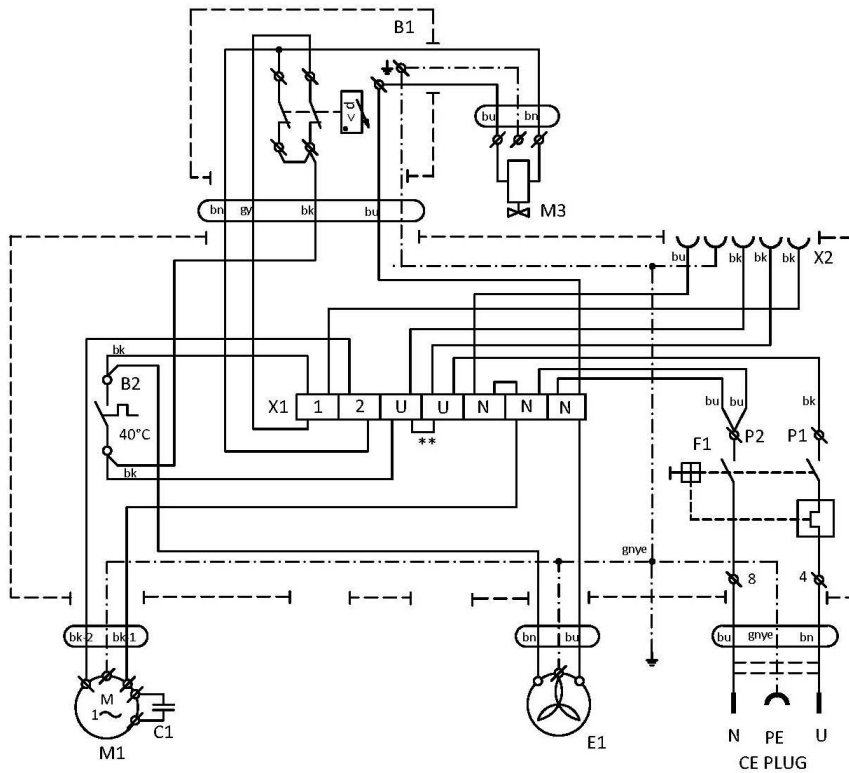 B1
bu
bn
M3
<p
bn
gy
bk
bu
bu
bk
bk
bk
X2
bk
B2
40°C
X1
1
2
U
U
N
N
N
**
bk
bu
bu
bk
F1
P2
P1
gnye
8
4
bk-2
bk-1
bn
bu
bu
gnye
bn
M
1~
C1
M1
E1
N
PE
U
CE PLUG